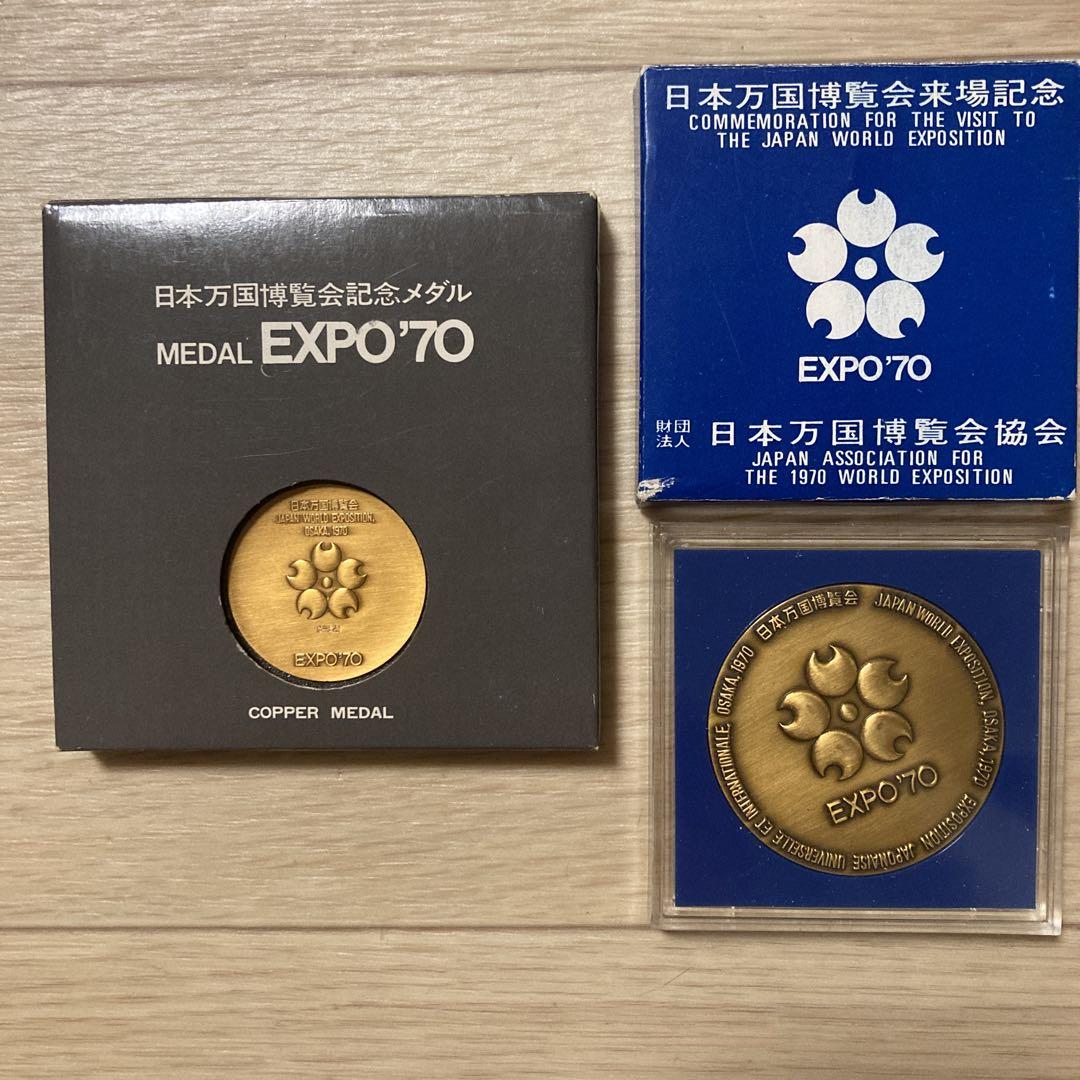 日本万国博覧会記念メダル
MEDAL EXPO'70
日本万国博覧会
JAPAN WORLD EXPOSITION,
OSAKA, 1970
EXPO'70
COPPER MEDAL
日本万国博覧会来場記念
COMMEMORATION FOR THE VISIT TO
THE JAPAN WORLD EXPOSITION
EXPO'70
財団
法人 日本万国博覧会協会
JAPAN ASSOCIATION FOR
THE 1970 WORLD EXPOSITION
日本万国博覧会 JAPAN WORLD EXPOSITION, OSAKA, 1970 EXPOSITION JAPONAISE UNIVERSELLE ET INTERNATIONALE, OSAKA, 1970
EXPO'70